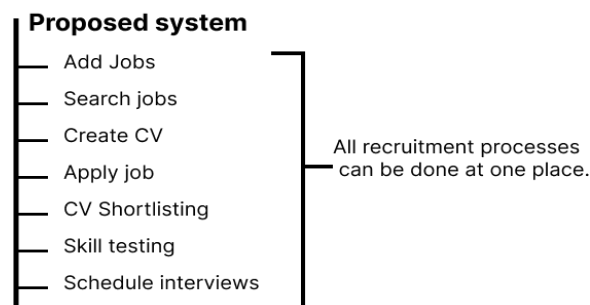 Proposed system
Add Jobs
Search jobs
Create CV
Apply job
CV Shortlisting
Skill testing
Schedule interviews
All recruitment processes
can be done at one place.